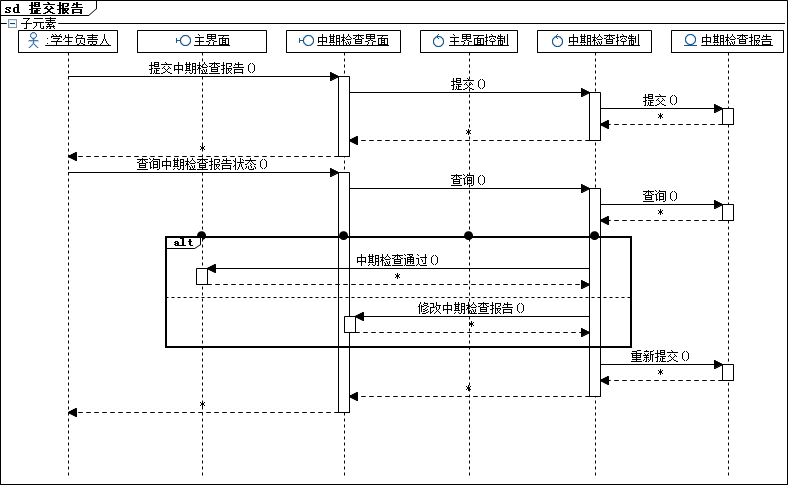 sd 提交报告
子元素
:学生负责人
主界面
中期检查界面
主界面控制
中期检查控制
中期检查报告
提交中期检查报告()
提交()
提交()
*
*
*
查询中期检查报告状态()
查询()
查询()
*
alt
中期检查通过()
*
修改中期检查报告()
*
重新提交()
*
*
*